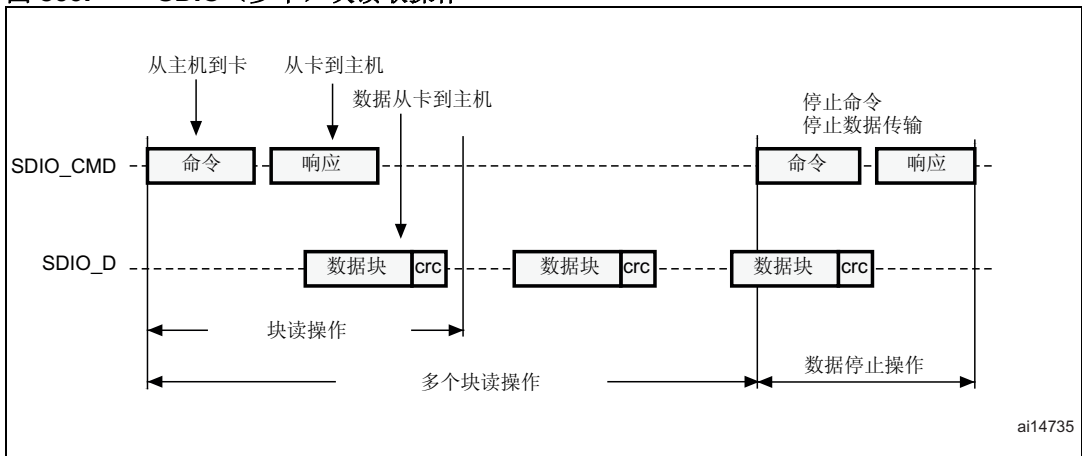 从主机到卡 从卡到主机
数据从卡到主机
停止命令
停止数据传输
SDIO_CMD 命令 响应 命令 响应
SDIO_D 数据块 crc 数据块 crc 数据块 crc
块读操作
数据停止操作
多个块读操作
ai14735